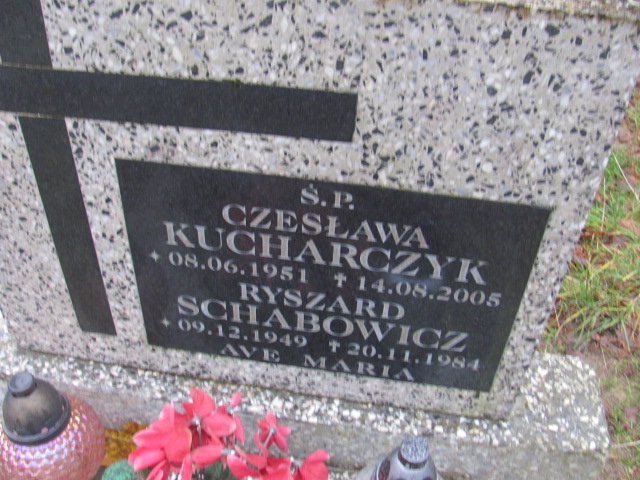 Ś.P.
CZESŁAWA
KUCHARCZYK
* 08.06.1951 ✝ 14.08.2005
RYSZARD
SCHABOWICZ
* 09.12.1949 ✝ 20.11.1984
AVE MARIA